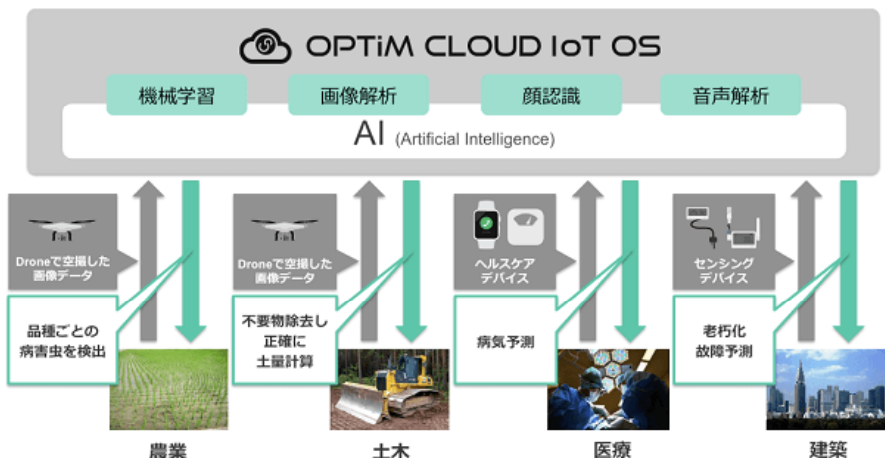 OPTiM CLOUD IoT OS
機械学習
画像解析
顔認識
音声解析
AI (Artificial Intelligence)
Droneで空撮した
画像データ
Droneで空撮した
画像データ
ヘルスケア
デバイス
センシング
デバイス
品種ごとの
病害虫を検出
不要物除去し
正確に
土量計算
病気予測
老朽化
故障予測
農業
土木
医療
建築